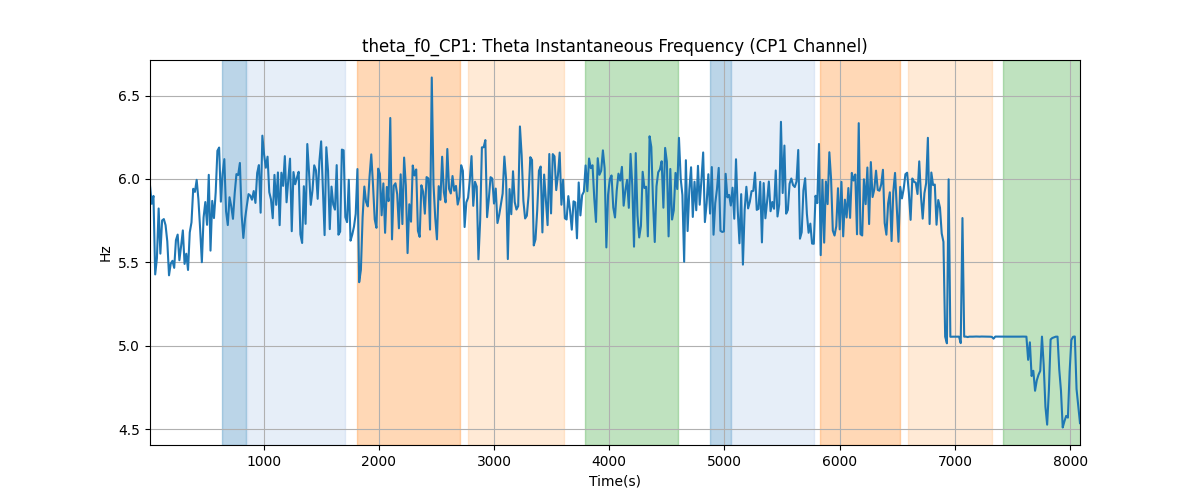 theta_f0_CP1: Theta Instantaneous Frequency (CP1 Channel)
6.5
6.0
5.5
5.0
4.5
Hz
1000 2000 3000 4000 5000 6000 7000 8000
Time(s)